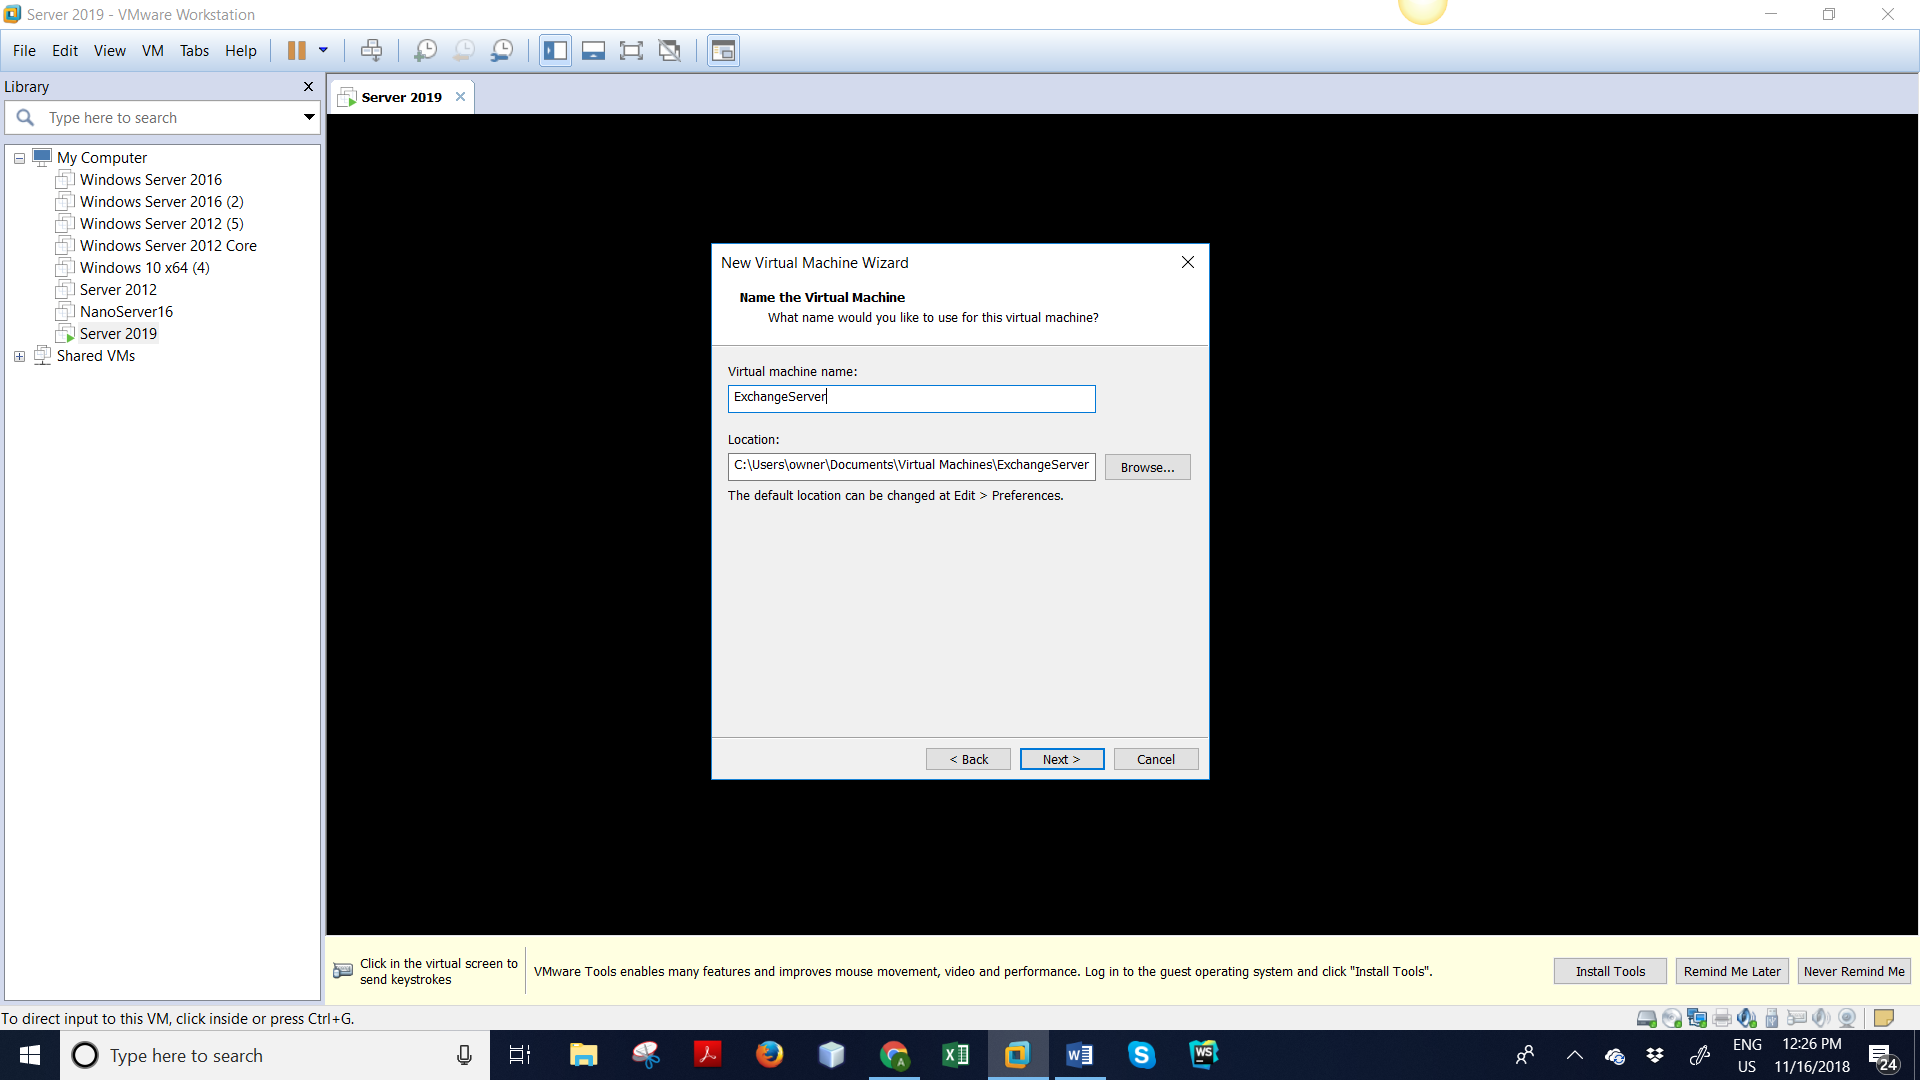 Server 2019 - VMware Workstation
File Edit View VM Tabs Help
Library
Type here to search
My Computer
Windows Server 2016
Windows Server 2016 (2)
Windows Server 2012 (5)
Windows Server 2012 Core
Windows 10 x64 (4)
Server 2012
NanoServer16
Server 2019
Shared VMs
Server 2019
New Virtual Machine Wizard
Name the Virtual Machine
What name would you like to use for this virtual machine?
Virtual machine name:
ExchangeServer
Location:
C:\Users\owner\Documents\Virtual Machines\ExchangeServer
Browse...
The default location can be changed at Edit > Preferences.
< Back Next > Cancel
Click in the virtual screen to
send keystrokes
VMware Tools enables many features and improves mouse movement, video and performance. Log in to the guest operating system and click "Install Tools".
Install Tools Remind Me Later Never Remind Me
To direct input to this VM, click inside or press Ctrl+G.
Type here to search
A
W
S
WS
ENG
US
12:26 PM
11/16/2018
24